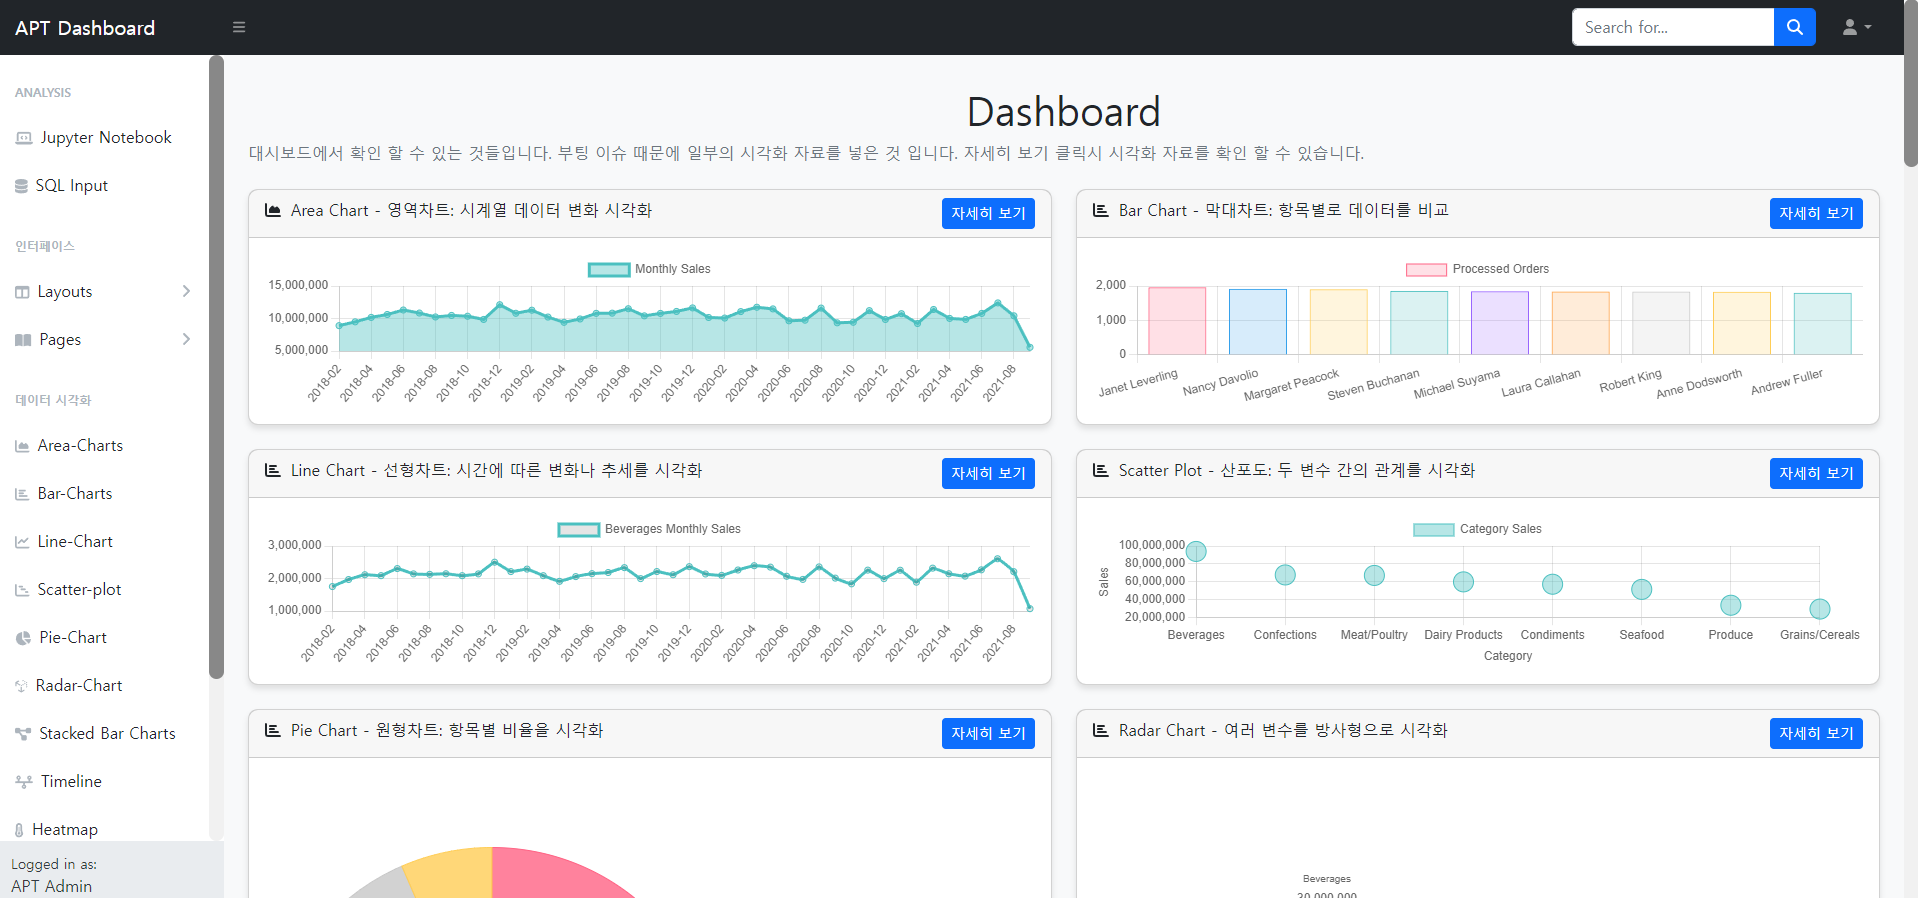 APT Dashboard
Search for...
ANALYSIS
Jupyter Notebook
SQL Input
인터페이스
Layouts
Pages
데이터 시각화
Area-Charts
Bar-Charts
Line-Chart
Scatter-plot
Pie-Chart
Radar-Chart
Stacked Bar Charts
Timeline
Heatmap
Logged in as:
APT Admin
Dashboard
대시보드에서 확인 할 수 있는 것들입니다. 부팅 이슈 때문에 일부의 시각화 자료를 넣은 것 입니다. 자세히 보기 클릭시 시각화 자료를 확인 할 수 있습니다.
Area Chart - 영역차트: 시계열 데이터 변화 시각화
자세히 보기
Monthly Sales
15,000,000
10,000,000
5,000,000
2018-02 2018-04 2018-06 2018-08 2018-10 2018-12 2019-02 2019-04 2019-06 2019-08 2019-10 2019-12 2020-02 2020-04 2020-06 2020-08 2020-10 2020-12 2021-02 2021-04 2021-06 2021-08
Bar Chart - 막대차트: 항목별로 데이터를 비교
자세히 보기
Processed Orders
2,000
1,000
0
Janet Leverling Nancy Davolio Margaret Peacock Steven Buchanan Michael Suyama Laura Callahan Robert King Anne Dodsworth Andrew Fuller
Line Chart - 선형차트: 시간에 따른 변화나 추세를 시각화
자세히 보기
Beverages Monthly Sales
3,000,000
2,000,000
1,000,000
2018-02 2018-04 2018-06 2018-08 2018-10 2018-12 2019-02 2019-04 2019-06 2019-08 2019-10 2019-12 2020-02 2020-04 2020-06 2020-08 2020-10 2020-12 2021-02 2021-04 2021-06 2021-08
Scatter Plot - 산포도: 두 변수 간의 관계를 시각화
자세히 보기
Category Sales
Sales
100,000,000
80,000,000
60,000,000
40,000,000
20,000,000
Beverages Confections Meat/Poultry Dairy Products Condiments Seafood Produce Grains/Cereals
Category
Pie Chart - 원형차트: 항목별 비율을 시각화
자세히 보기
Radar Chart - 여러 변수를 방사형으로 시각화
자세히 보기
Beverages
30,000,000